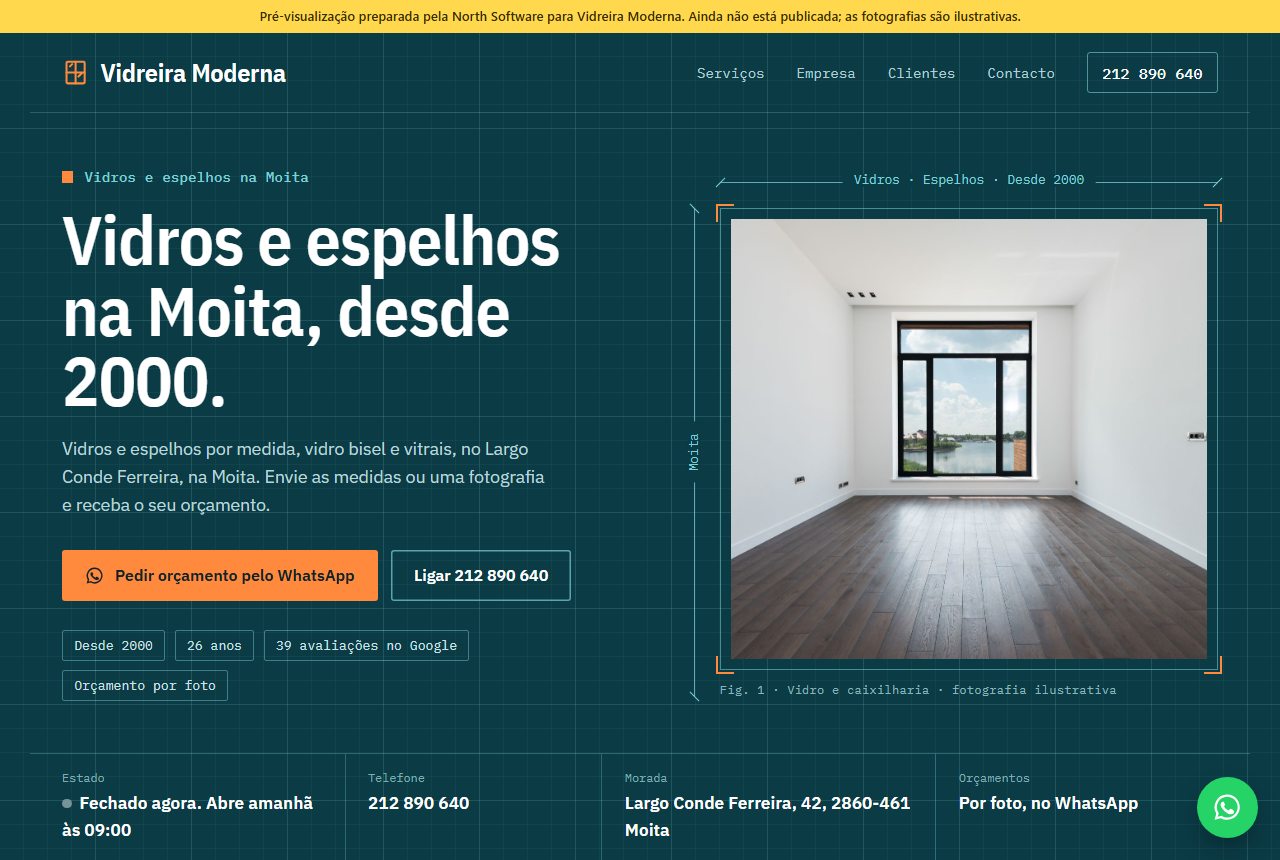 Pré-visualização preparada pela North Software para Vidreira Moderna. Ainda não está publicada; as fotografias são ilustrativas.
Vidreira Moderna
Serviços
Empresa
Clientes
Contacto
212 890 640
Vidros e espelhos na Moita
Vidros e espelhos
na Moita, desde
2000.
Vidros e espelhos por medida, vidro bisel e vitrais, no Largo
Conde Ferreira, na Moita. Envie as medidas ou uma fotografia
e receba o seu orçamento.
Pedir orçamento pelo WhatsApp
Ligar 212 890 640
Desde 2000
26 anos
39 avaliações no Google
Orçamento por foto
Vidros · Espelhos · Desde 2000
Moita
Fig. 1 · Vidro e caixilharia · fotografia ilustrativa
Estado
Fechado agora. Abre amanhã
às 09:00
Telefone
212 890 640
Morada
Largo Conde Ferreira, 42, 2860-461
Moita
Orçamentos
Por foto, no WhatsApp